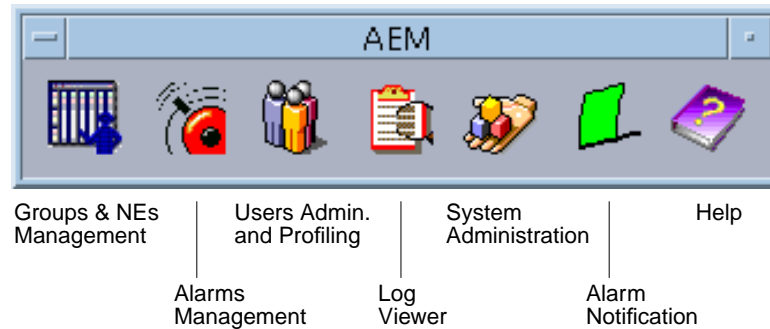 AEM
Groups & NEs
Management
Users Admin.
and Profiling
System
Administration
Help
Alarms
Management
Log
Viewer
Alarm
Notification